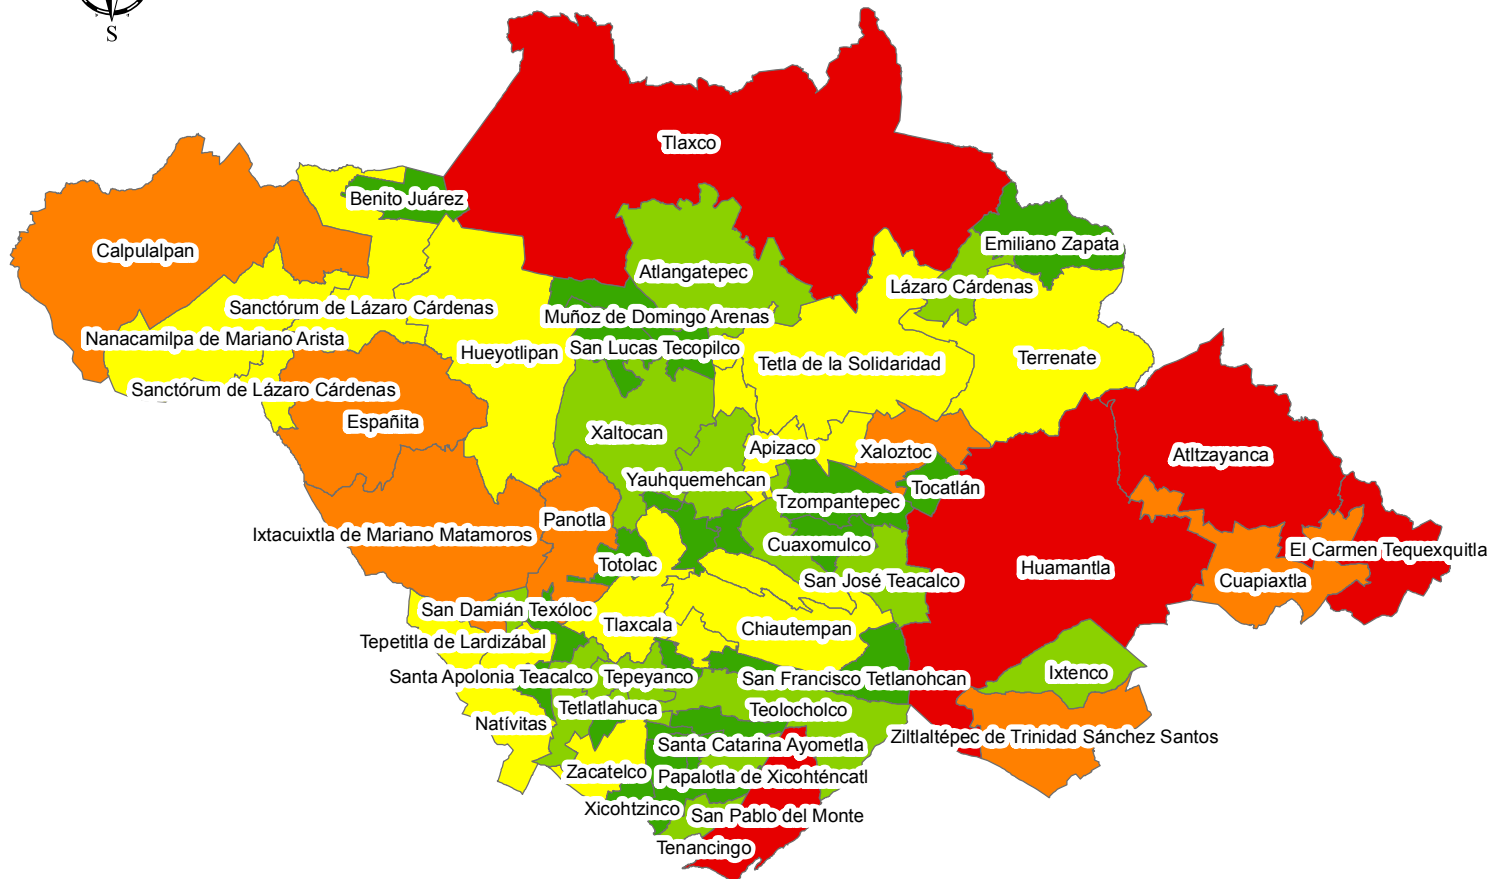 S
Tlaxco
Benito Juárez
Calpulalpan
Emiliano Zapata
Atlangatepec
Lázaro Cárdenas
Sanctórum de Lázaro Cárdenas
Muñoz de Domingo Arenas
Nanacamilpa de Mariano Arista
Hueyotlipan
San Lucas Tecopilco
Tetla de la Solidaridad
Terrenate
Sanctórum de Lázaro Cárdenas
Españita
Xaltocan
Apizaco
Xaloztoc
Atltzayanca
Yauhquemehcan
Tocatlán
Tzompantepec
Panotla
Ixtacuixtla de Mariano Matamoros
Cuaxomulco
El Carmen Tequexquitla
Totolac
Huamantla
San José Teacalco
Cuapiaxtla
San Damián Texóloc
Tlaxcala
Chiautempan
Tepetitla de Lardizábal
Santa Apolonia Teacalco
Tepeyanco
San Francisco Tetlanohcan
Ixtenco
Tetlatlahuca
Teolocholco
Natívitas
Ziltlaltépec de Trinidad Sánchez Santos
Santa Catarina Ayometla
Zacatelco
Papalotla de Xicohténcatl
Xicohtzinco
San Pablo del Monte
Tenancingo